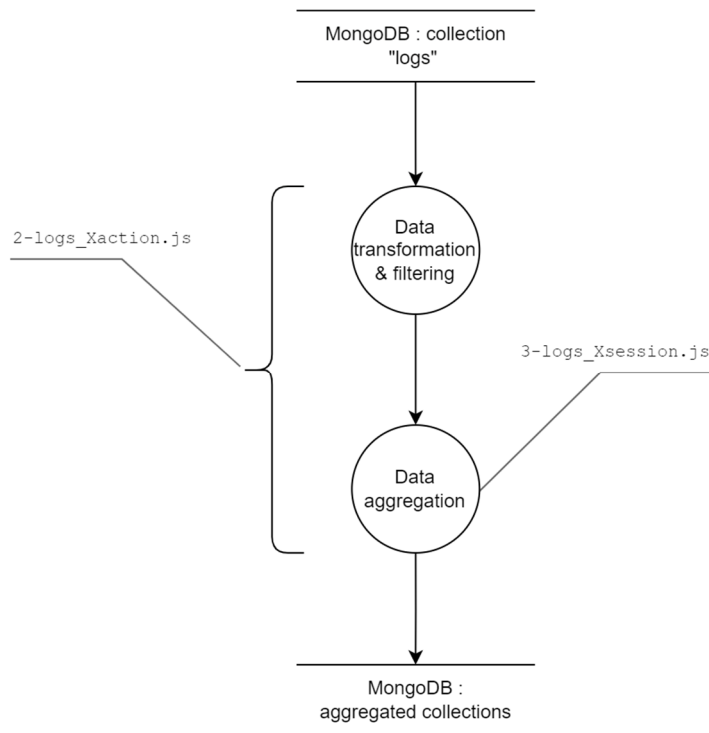 MongoDB : collection
"logs"
2-logs_Xaction.js
Data
transformation
& filtering
3-logs_Xsession.js
Data
aggregation
MongoDB :
aggregated collections